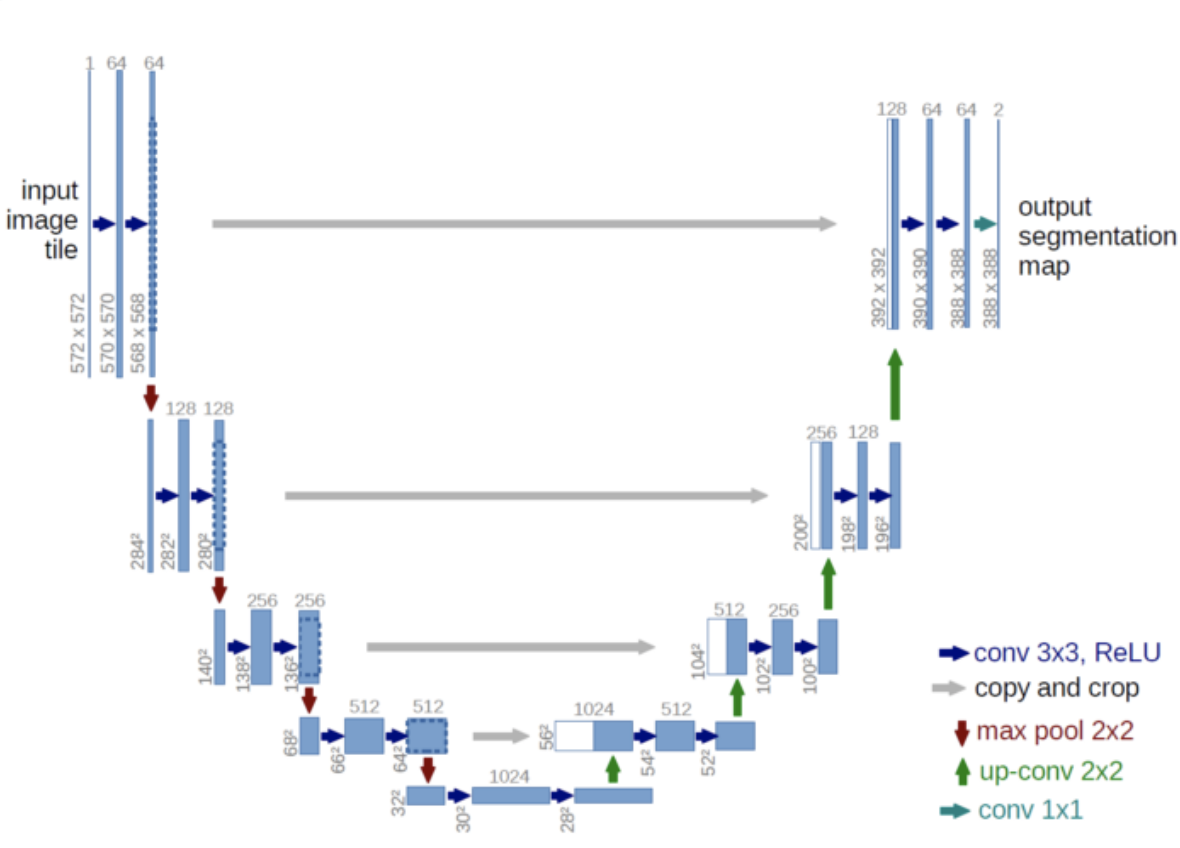 1 64 64
128 64 64 2
input
image
tile
output
segmentation
map
572 x 572
570 x 570
568 x 568
392 x 392
390 x 390
388 x 388
388 x 388
128 128
256 128
284²
282²
280²
200²
198²
196²
256 256
512 256
140²
138²
136²
104²
102²
100²
512 512
1024 512
68²
66²
64²
56²
54²
52²
1024
32²
30²
28²
conv 3x3, ReLU
copy and crop
max pool 2x2
up-conv 2x2
conv 1x1